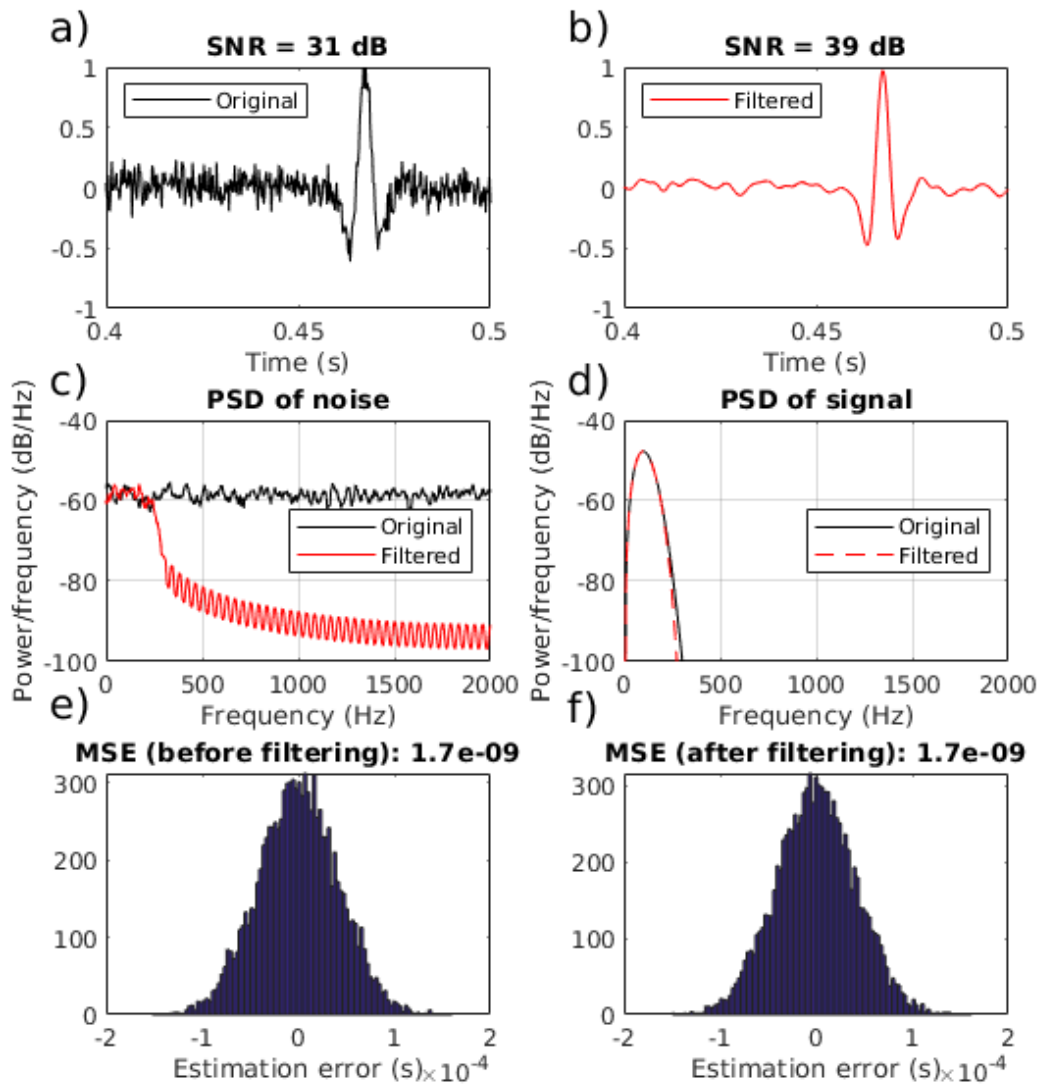 a)
SNR = 31 dB
Original
1
0.5
0
-0.5
-1
0.4
0.45
0.5
Time (s)
b)
SNR = 39 dB
Filtered
1
0.5
0
-0.5
-1
0.4
0.45
0.5
Time (s)
c)
PSD of noise
Power/frequency (dB/Hz)
-40
-60
-80
-100
Original
Filtered
0
500
1000
1500
2000
Frequency (Hz)
d)
PSD of signal
Power/frequency (dB/Hz)
-40
-60
-80
-100
Original
Filtered
0
500
1000
1500
2000
Frequency (Hz)
e)
MSE (before filtering): 1.7e-09
300
200
100
0
-2
-1
0
1
2
Estimation error (s)
×10^-4
f)
MSE (after filtering): 1.7e-09
300
200
100
0
-2
-1
0
1
2
Estimation error (s)
×10^-4